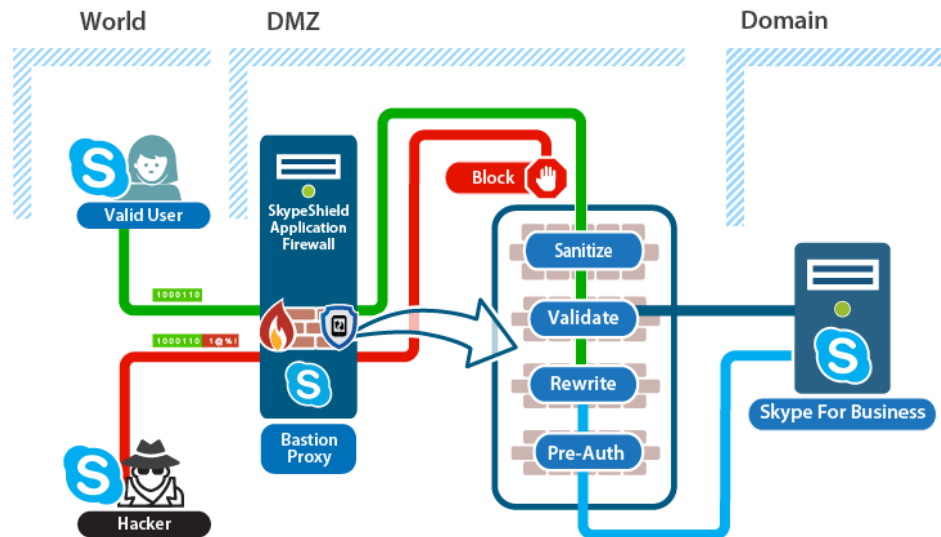 World
DMZ
Domain
SkypeShield
Application
Firewall
Block
S
Valid User
Sanitize
1000110
Validate
1000110 1@%!
Rewrite
S
S
Bastion
Proxy
Skype For Business
Pre-Auth
S
Hacker